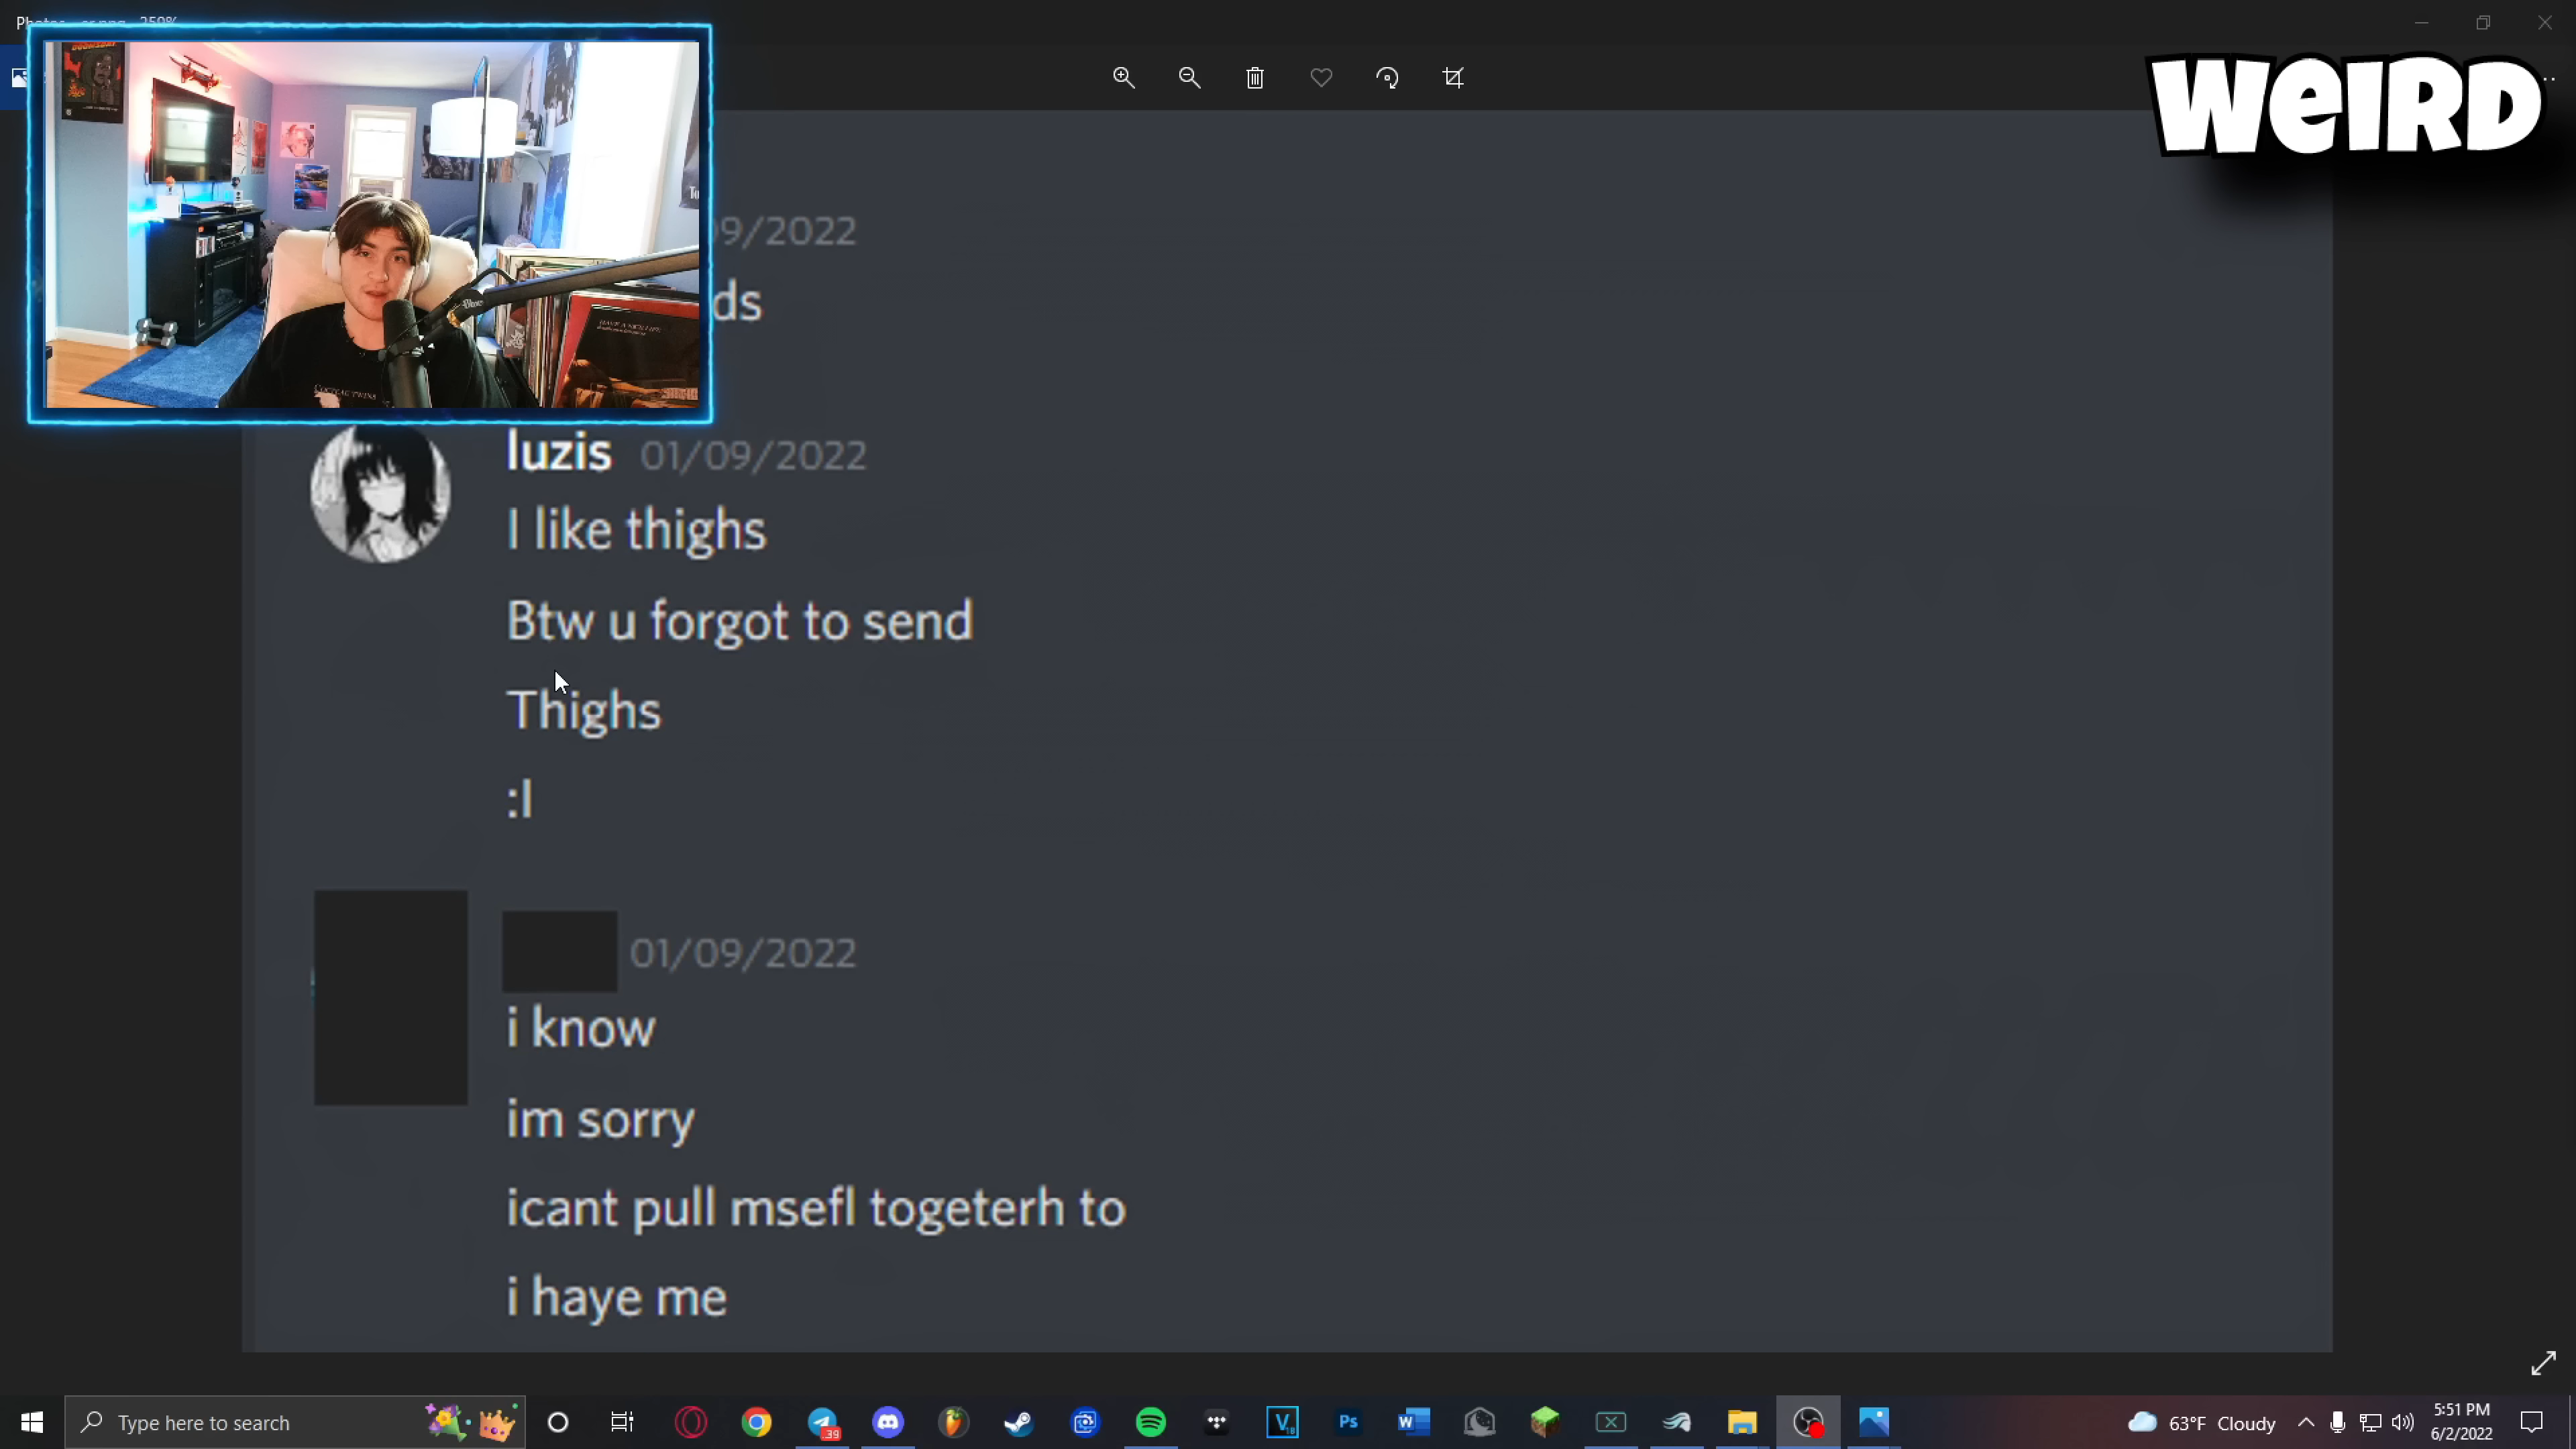 WEIRD
09/2022
ds
luzis 01/09/2022
I like thighs
Btw u forgot to send
Thighs
:l
01/09/2022
i know
im sorry
icant pull msefl togeterh to
i haye me
Type here to search
39
Ps
63°F Cloudy
5:51 PM
6/2/2022